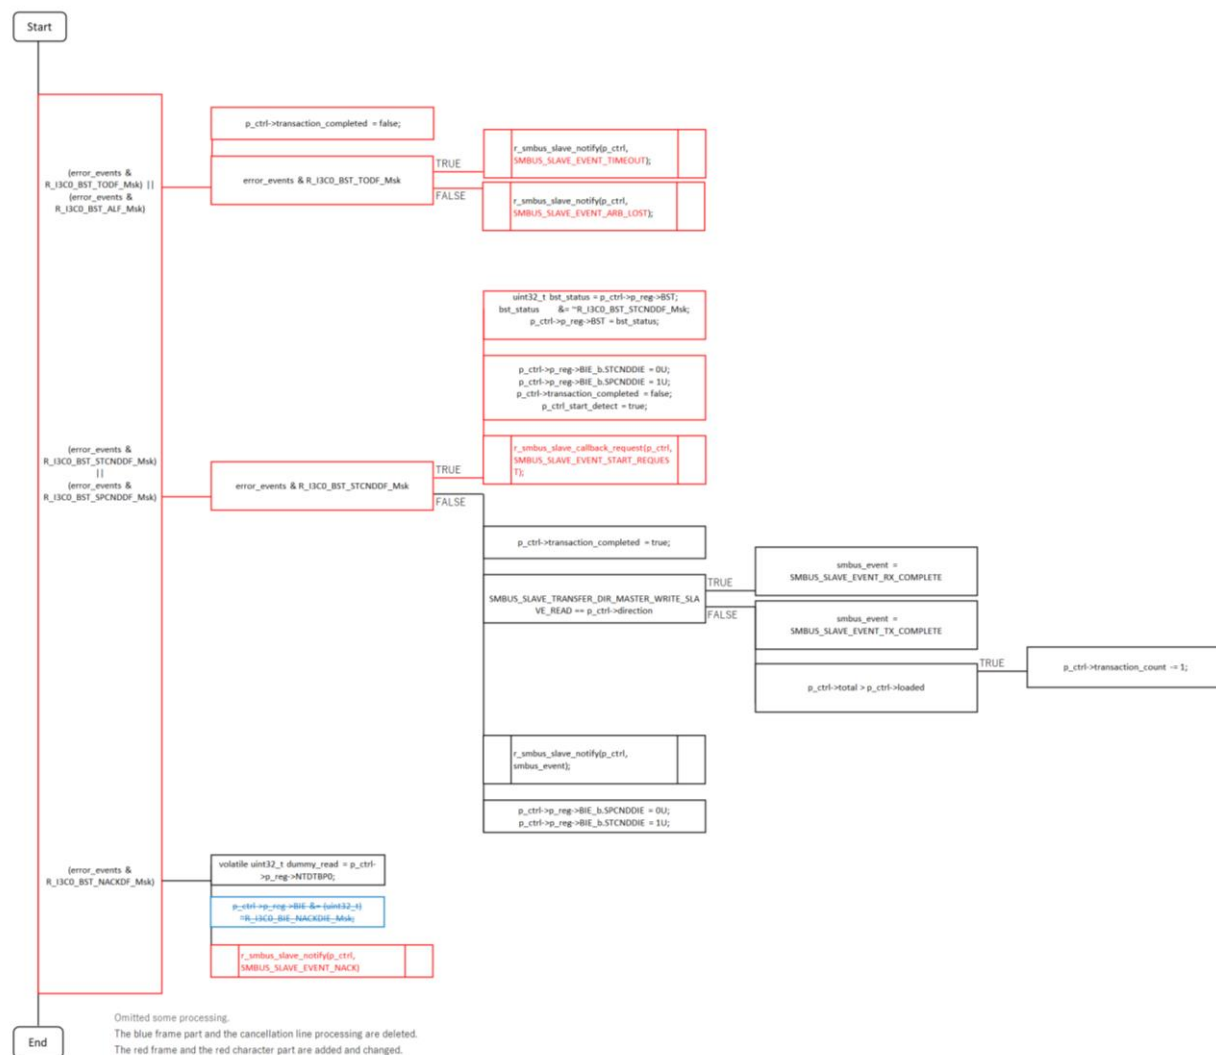 Start
(error_events &
R_I3C0_BST_TODF_Msk) ||
(error_events &
R_I3C0_BST_ALF_Msk)
p_ctrl->transaction_completed = false;
error_events & R_I3C0_BST_TODF_Msk
TRUE
r_smbus_slave_notify(p_ctrl,
SMBUS_SLAVE_EVENT_TIMEOUT);
FALSE
r_smbus_slave_notify(p_ctrl,
SMBUS_SLAVE_EVENT_ARB_LOST);
(error_events &
R_I3C0_BST_STCNDDF_Msk)
||
(error_events &
R_I3C0_BST_SPCNDDF_Msk)
error_events & R_I3C0_BST_STCNDDF_Msk
TRUE
uint32_t bst_status = p_ctrl->p_reg->BST;
bst_status &= ~R_I3C0_BST_STCNDDF_Msk;
p_ctrl->p_reg->BST = bst_status;
p_ctrl->p_reg->BIE_b.STCNDDIE = 0U;
p_ctrl->p_reg->BIE_b.SPCNDDIE = 1U;
p_ctrl->transaction_completed = false;
p_ctrl_start_detect = true;
r_smbus_slave_callback_request(p_ctrl,
SMBUS_SLAVE_EVENT_START_REQUES
T);
FALSE
p_ctrl->transaction_completed = true;
SMBUS_SLAVE_TRANSFER_DIR_MASTER_WRITE_SLA
VE_READ == p_ctrl->direction
TRUE
smbus_event =
SMBUS_SLAVE_EVENT_RX_COMPLETE
FALSE
smbus_event =
SMBUS_SLAVE_EVENT_TX_COMPLETE
p_ctrl->total > p_ctrl->loaded
TRUE
p_ctrl->transaction_count -= 1;
r_smbus_slave_notify(p_ctrl,
smbus_event);
p_ctrl->p_reg->BIE_b.SPCNDDIE = 0U;
p_ctrl->p_reg->BIE_b.STCNDDIE = 1U;
(error_events &
R_I3C0_BST_NACKDF_Msk)
volatile uint32_t dummy_read = p_ctrl-
>p_reg->NTDTBP0;
p_ctrl->p_reg->BIE &= (uint32_t)
~R_I3C0_BIE_NACKDIE_Msk;
r_smbus_slave_notify(p_ctrl,
SMBUS_SLAVE_EVENT_NACK)
End
Omitted some processing.
The blue frame part and the cancellation line processing are deleted.
The red frame and the red character part are added and changed.